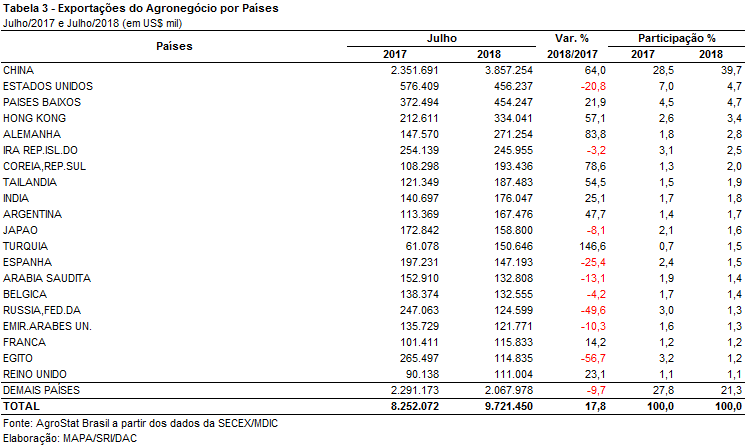 Tabela 3 - Exportações do Agronegócio por Países
Julho/2017 e Julho/2018 (em US$ mil)
Países Julho Var. % Participação %
2017 2018 2018/2017 2017 2018
CHINA 2.351.691 3.857.254 64,0 28,5 39,7
ESTADOS UNIDOS 576.409 456.237 -20,8 7,0 4,7
PAISES BAIXOS 372.494 454.247 21,9 4,5 4,7
HONG KONG 212.611 334.041 57,1 2,6 3,4
ALEMANHA 147.570 271.254 83,8 1,8 2,8
IRA REP.ISL.DO 254.139 245.955 -3,2 3,1 2,5
COREIA,REP.SUL 108.298 193.436 78,6 1,3 2,0
TAILANDIA 121.349 187.483 54,5 1,5 1,9
INDIA 140.697 176.047 25,1 1,7 1,8
ARGENTINA 113.369 167.476 47,7 1,4 1,7
JAPAO 172.842 158.800 -8,1 2,1 1,6
TURQUIA 61.078 150.646 146,6 0,7 1,5
ESPANHA 197.231 147.193 -25,4 2,4 1,5
ARABIA SAUDITA 152.910 132.808 -13,1 1,9 1,4
BELGICA 138.374 132.555 -4,2 1,7 1,4
RUSSIA,FED.DA 247.063 124.599 -49,6 3,0 1,3
EMIR.ARABES UN. 135.729 121.771 -10,3 1,6 1,3
FRANCA 101.411 115.833 14,2 1,2 1,2
EGITO 265.497 114.835 -56,7 3,2 1,2
REINO UNIDO 90.138 111.004 23,1 1,1 1,1
DEMAIS PAÍSES 2.291.173 2.067.978 -9,7 27,8 21,3
TOTAL 8.252.072 9.721.450 17,8 100,0 100,0
Fonte: AgroStat Brasil a partir dos dados da SECEX/MDIC
Elaboração: MAPA/SRI/DAC